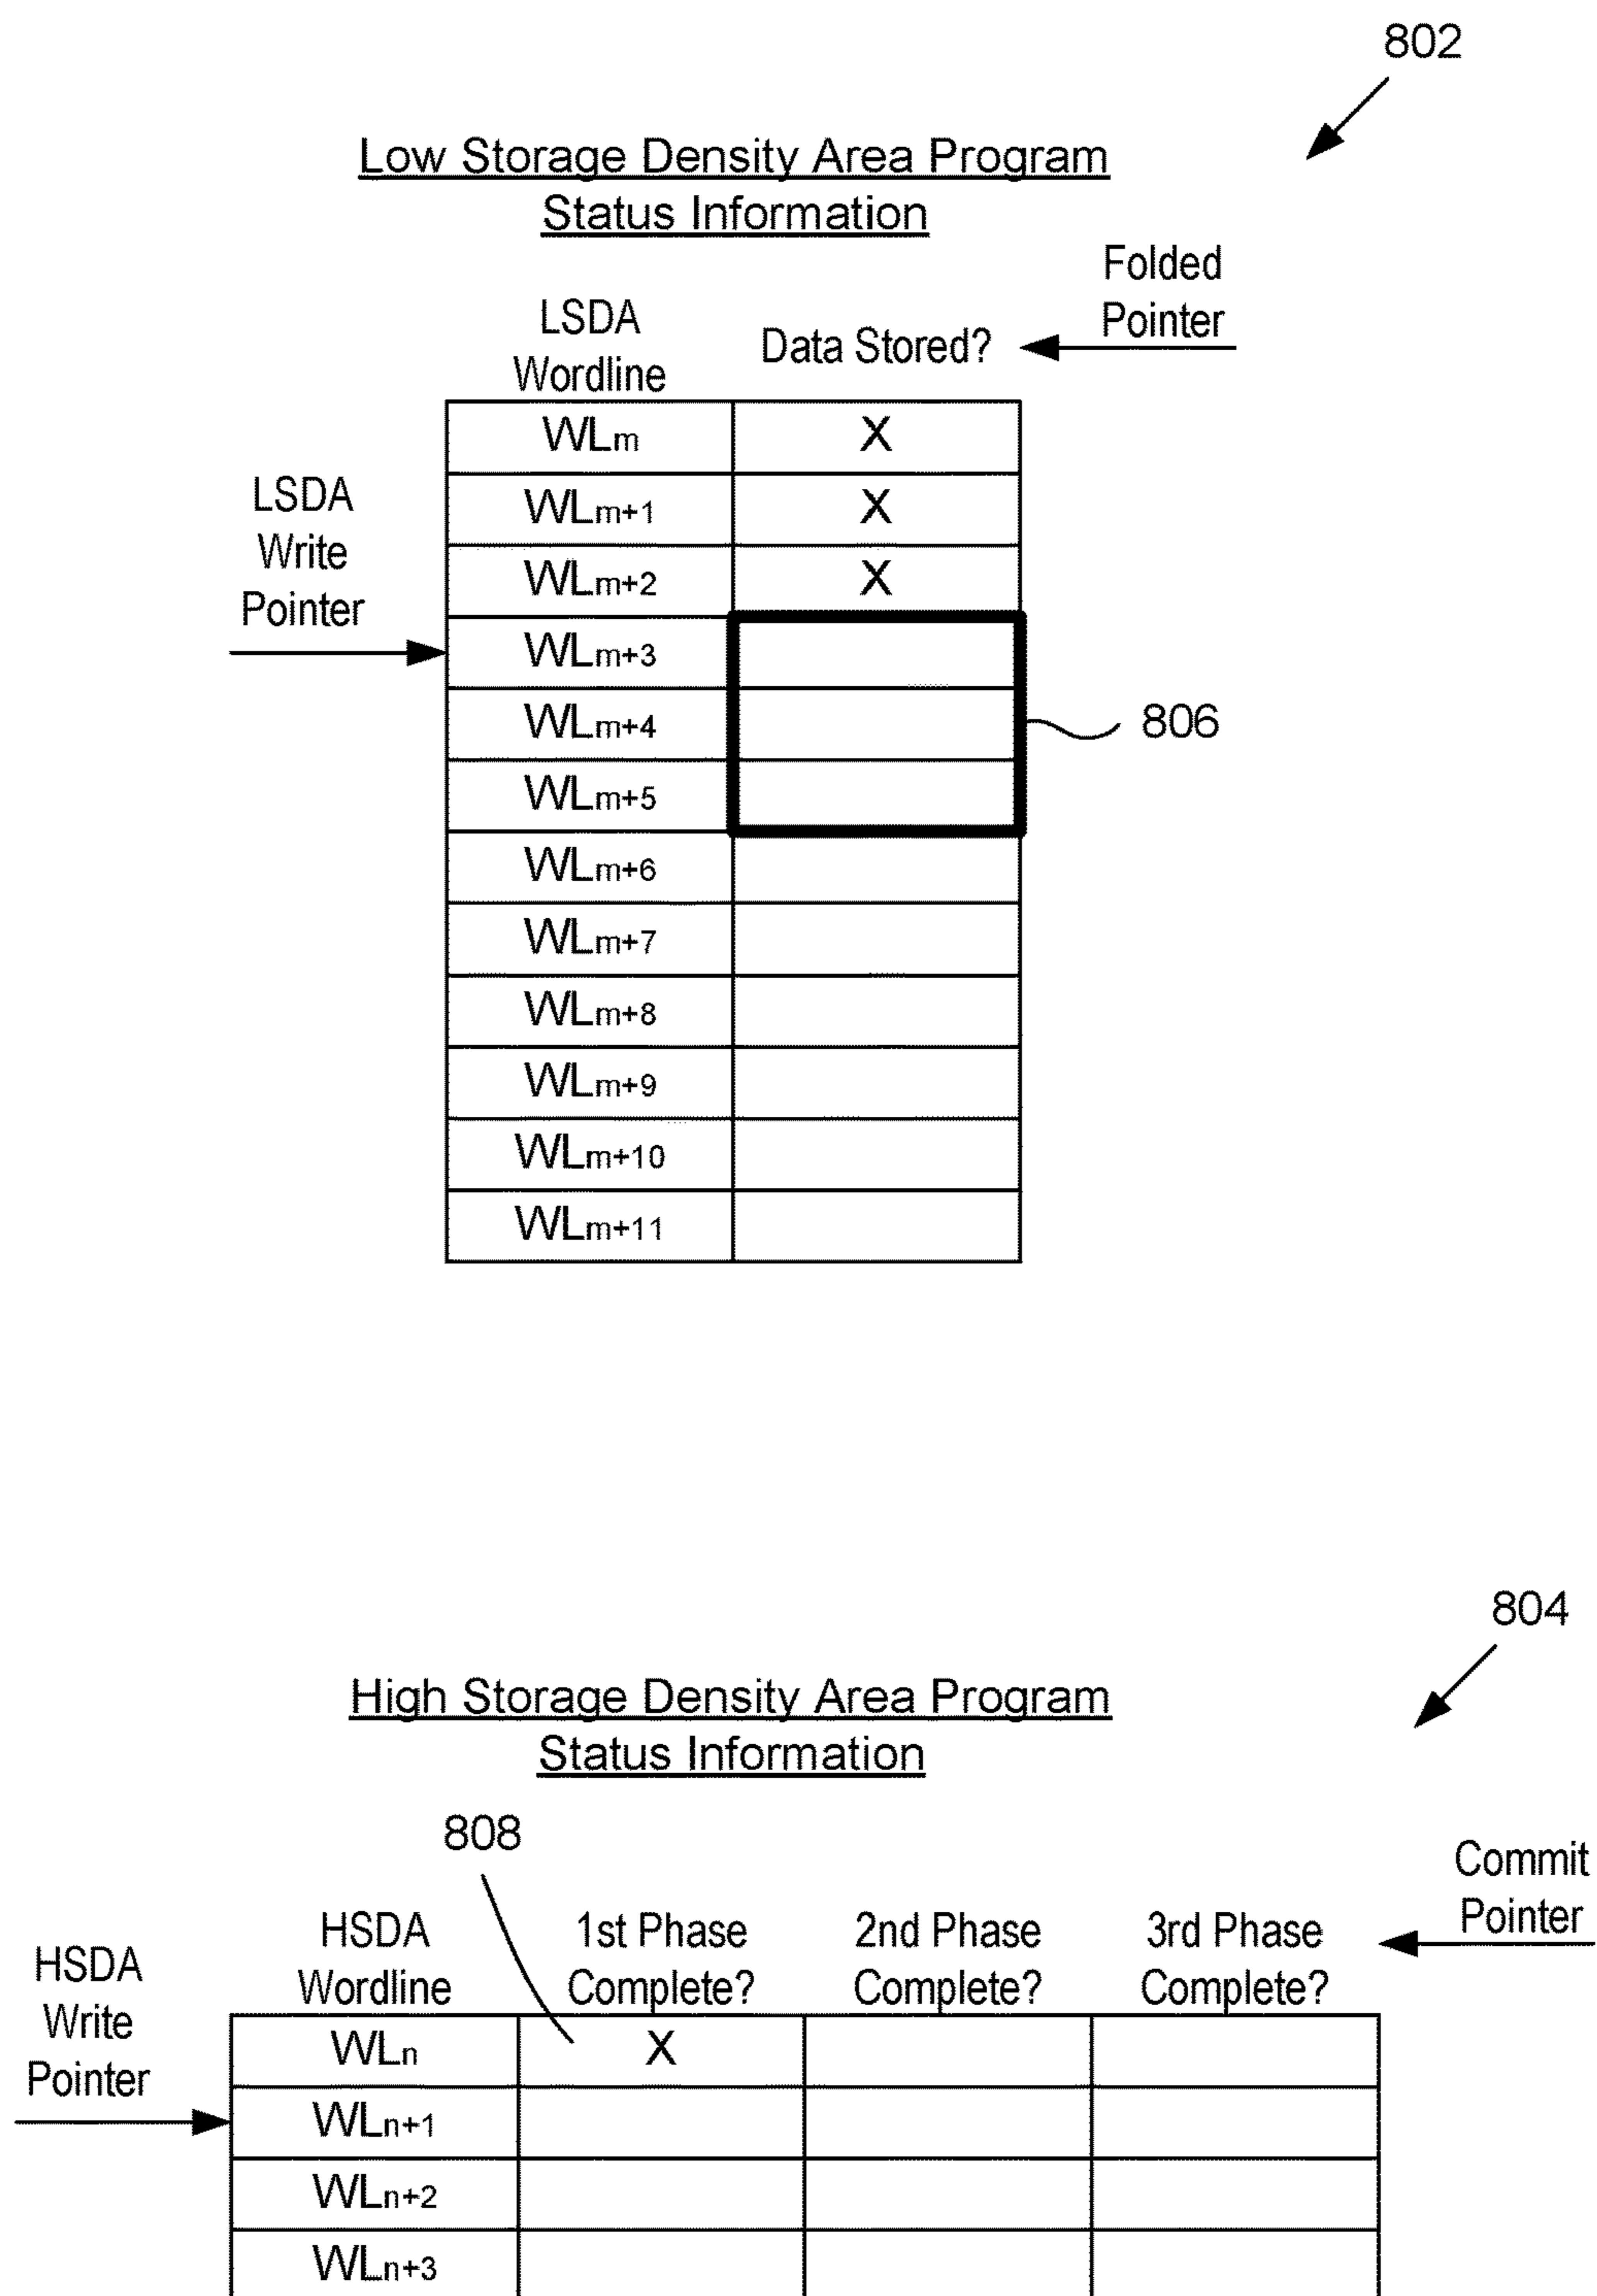 802
Low Storage Density Area Program
Status Information
Folded
Pointer
LSDA
Wordline
Data Stored?
LSDA
Write
Pointer
WLm X
WLm+1 X
WLm+2 X
WLm+3
WLm+4
WLm+5
806
WLm+6
WLm+7
WLm+8
WLm+9
WLm+10
WLm+11
804
High Storage Density Area Program
Status Information
808
Commit
Pointer
HSDA
Write
Pointer
HSDA
Wordline
1st Phase
Complete?
2nd Phase
Complete?
3rd Phase
Complete?
WLn X
WLn+1
WLn+2
WLn+3